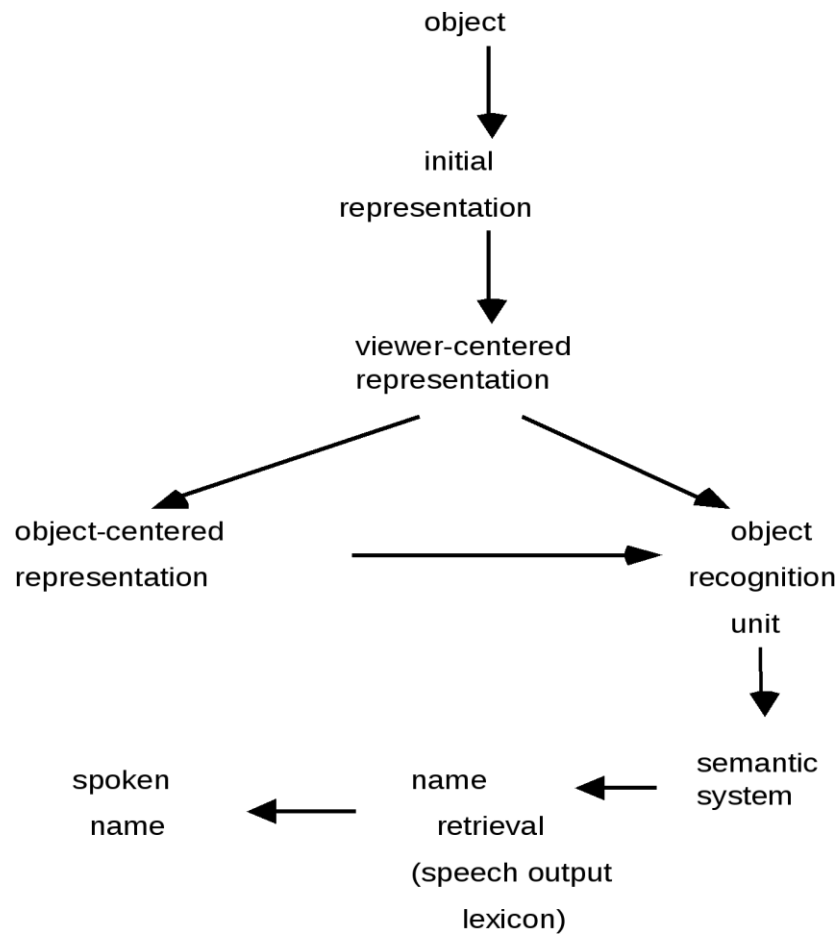 object
initial
representation
viewer-centered
representation
object-centered
representation
object
recognition
unit
semantic
system
name
retrieval
(speech output
lexicon)
spoken
name